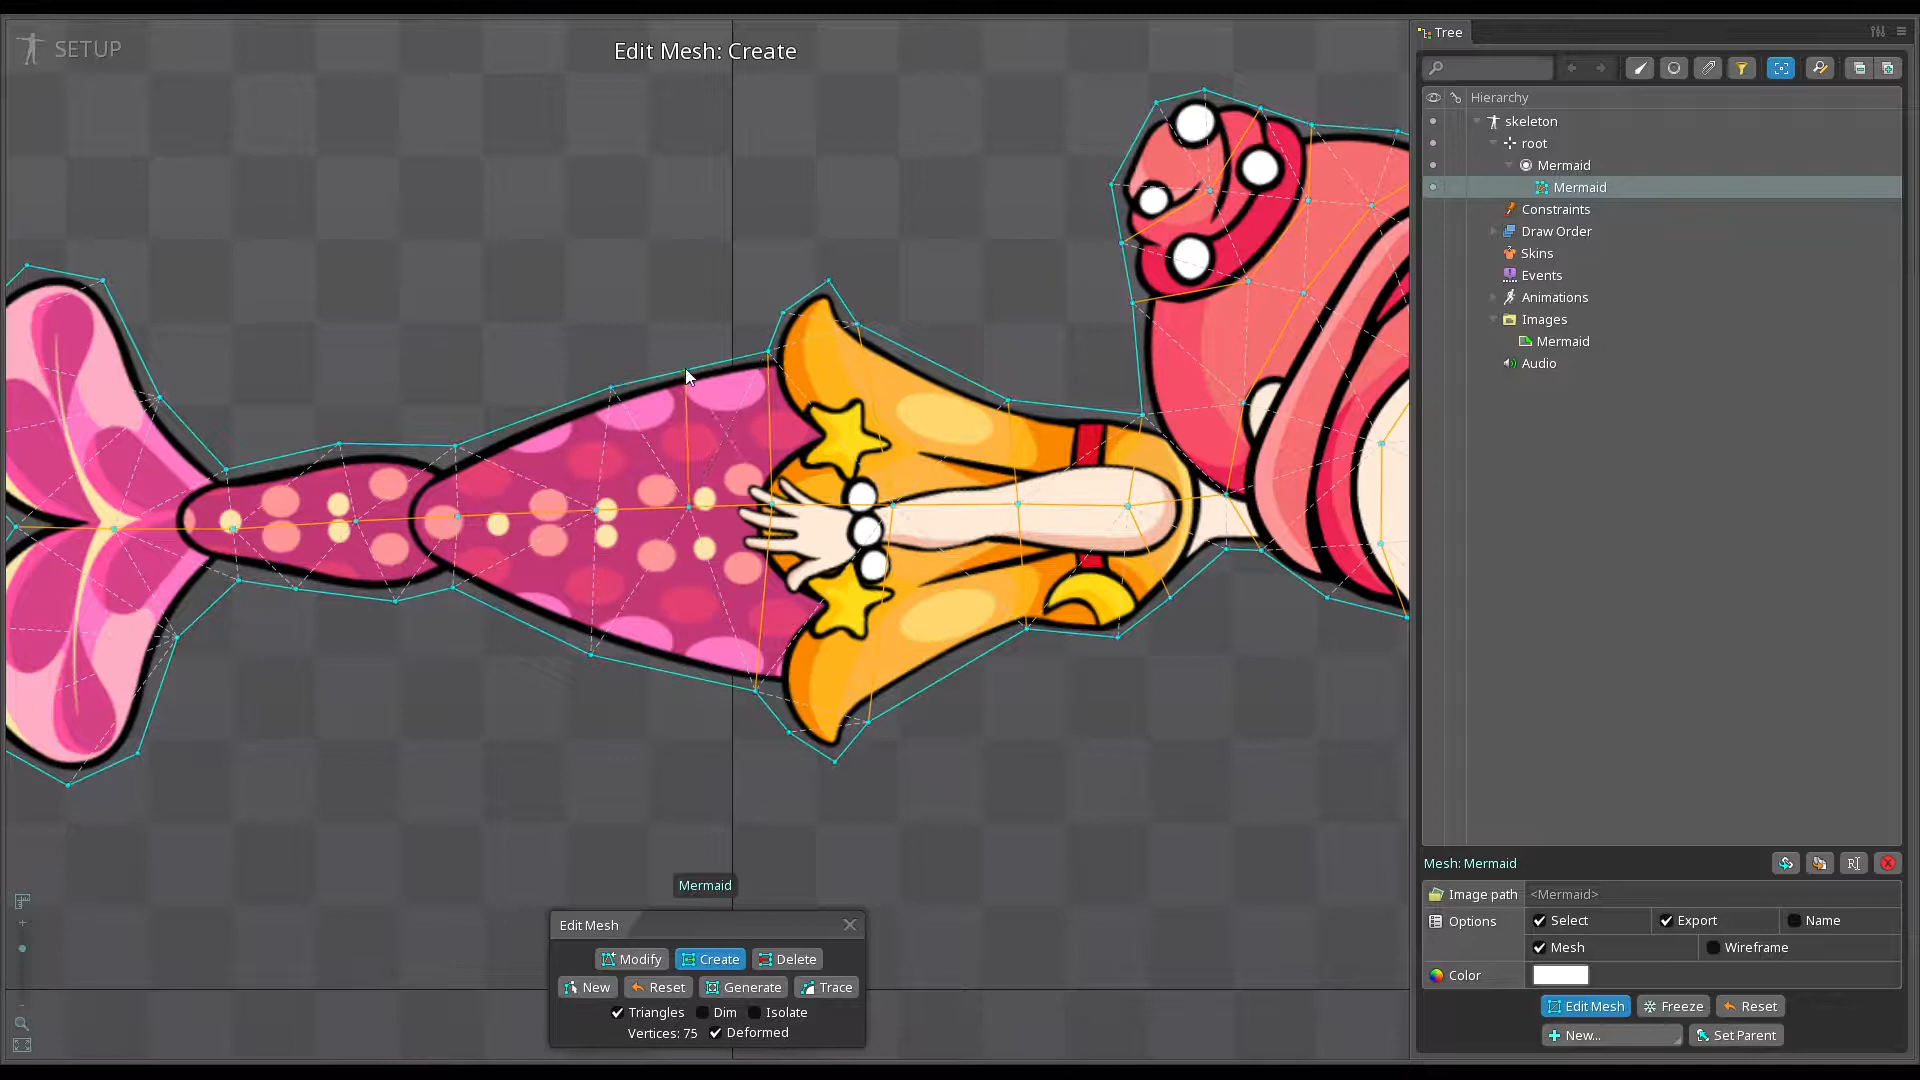 SETUP
Edit Mesh: Create
Tree
Hierarchy
skeleton
root
Mermaid
Mermaid
Constraints
Draw Order
Skins
Events
Animations
Images
Mermaid
Audio
Mermaid
Edit Mesh
Modify Create Delete
New Reset Generate Trace
Triangles Dim Isolate
Vertices: 75 Deformed
Mesh: Mermaid
Image path <Mermaid>
Options Select Export Name
Mesh Wireframe
Color
Edit Mesh Freeze Reset
New... Set Parent